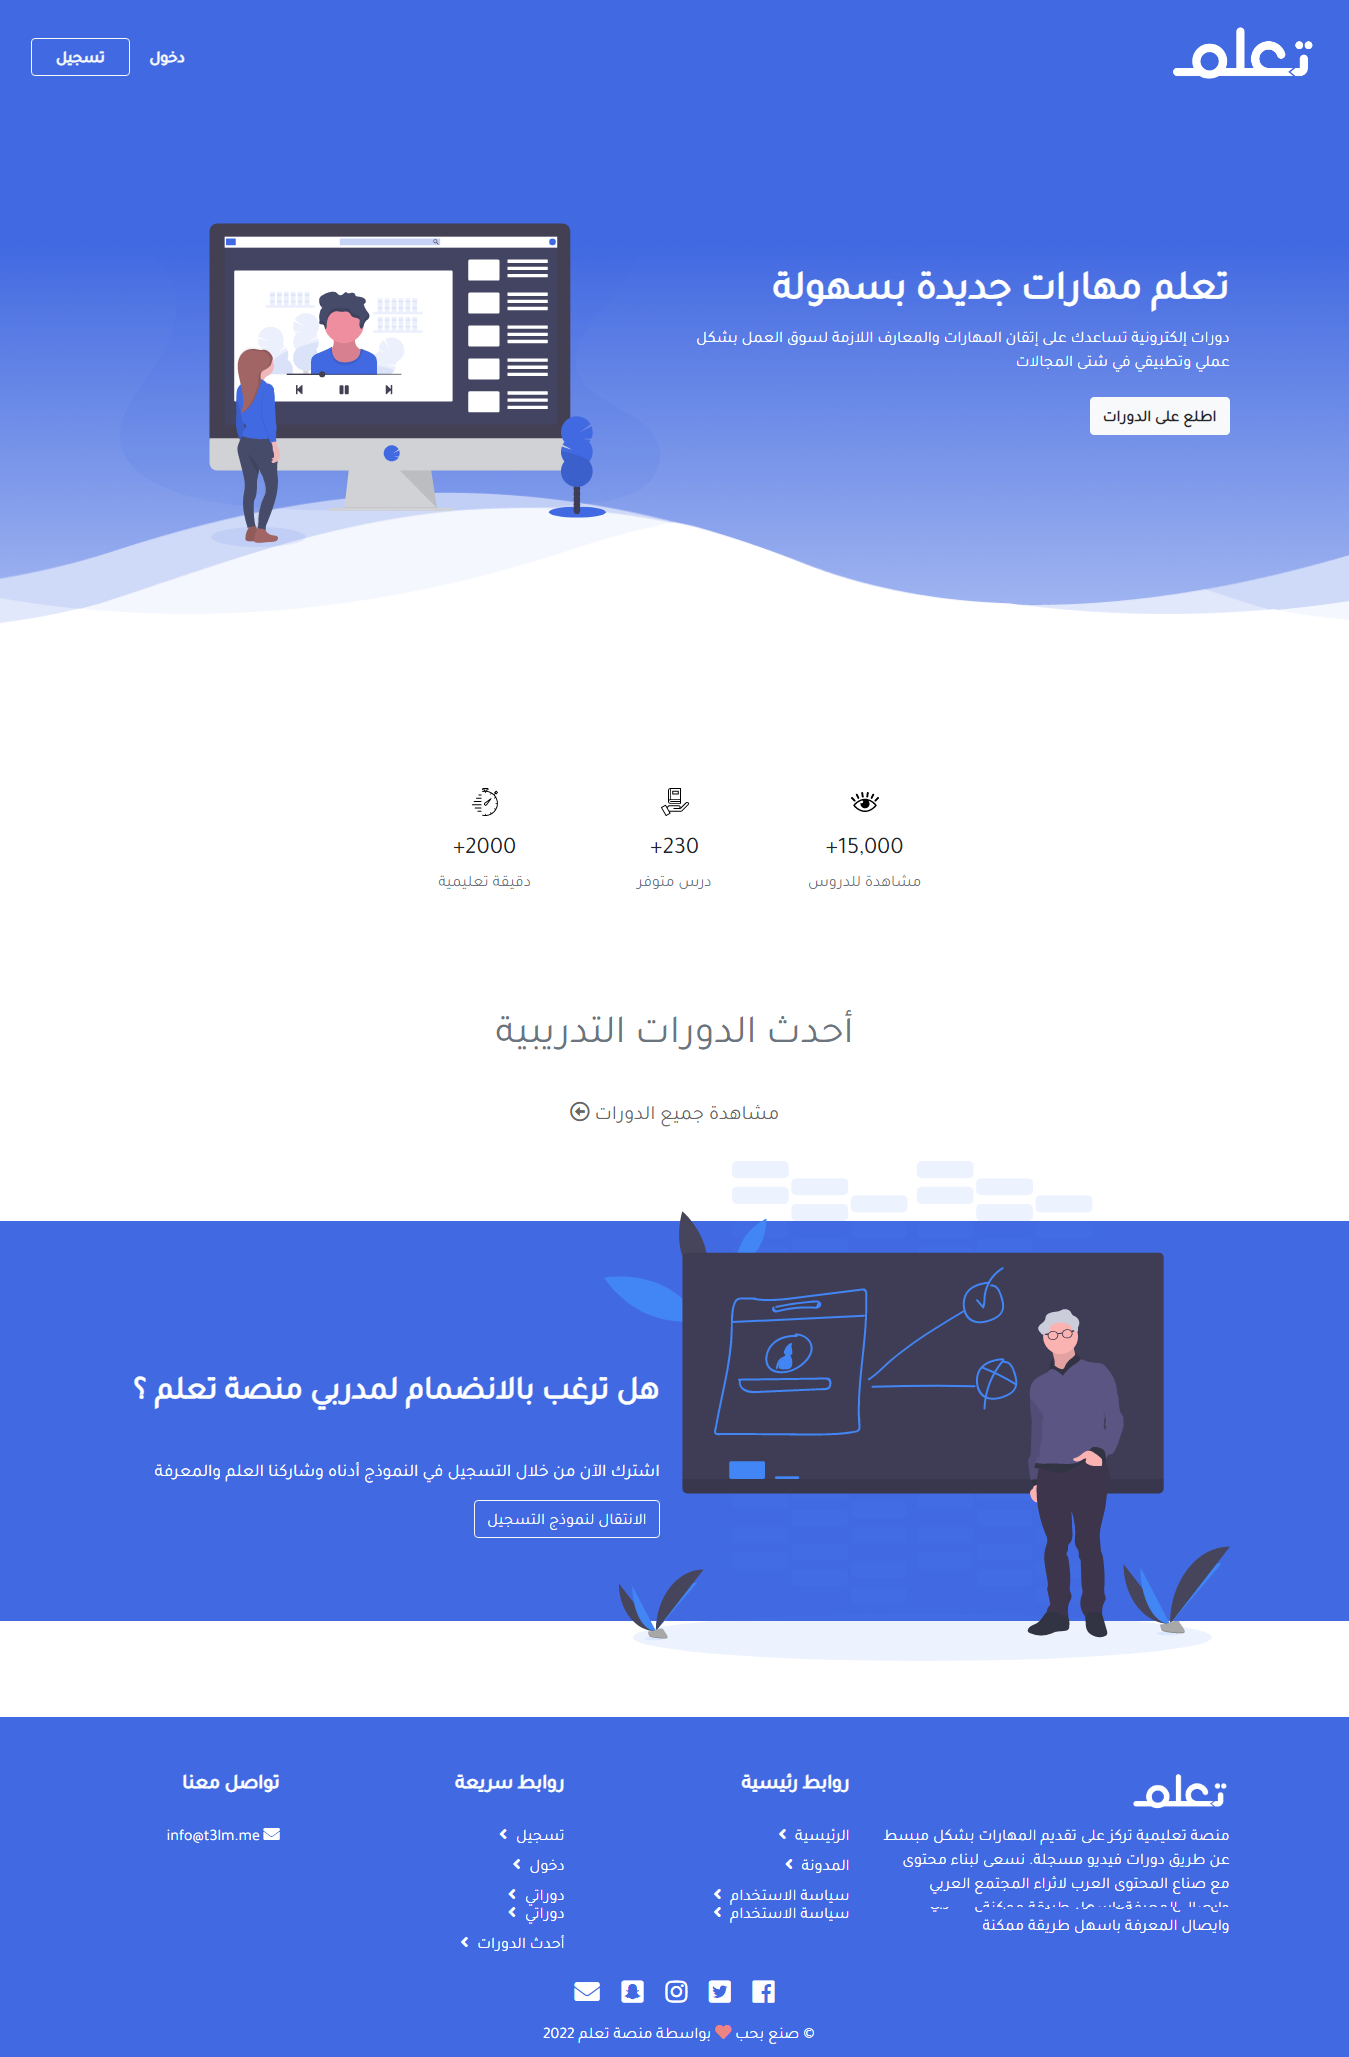 تعلم
دخول
تسجيل
تعلم مهارات جديدة بسهولة
دورات إلكترونية تساعدك على إتقان المهارات والمعارف اللازمة لسوق العمل بشكل
عملي وتطبيقي في شتى المجالات
اطلع على الدورات
+15,000
مشاهدة للدروس
+230
درس متوفر
+2000
دقيقة تعليمية
أحدث الدورات التدريبية
مشاهدة جميع الدورات
هل ترغب بالانضمام لمدربي منصة تعلم ؟
اشترك الآن من خلال التسجيل في النموذج أدناه وشاركنا العلم والمعرفة
الانتقال لنموذج التسجيل
تعلم
منصة تعليمية تركز على تقديم المهارات بشكل مبسط
عن طريق دورات فيديو مسجلة. نسعى لبناء محتوى
مع صناع المحتوى العرب لاثراء المجتمع العربي
وايصال المعرفة باسهل طريقة ممكنة
روابط رئيسية
الرئيسية
المدونة
سياسة الاستخدام
سياسة الاستخدام
روابط سريعة
تسجيل
دخول
دوراتي
دوراتي
أحدث الدورات
تواصل معنا
info@t3lm.me
© صنع بحب بواسطة منصة تعلم 2022